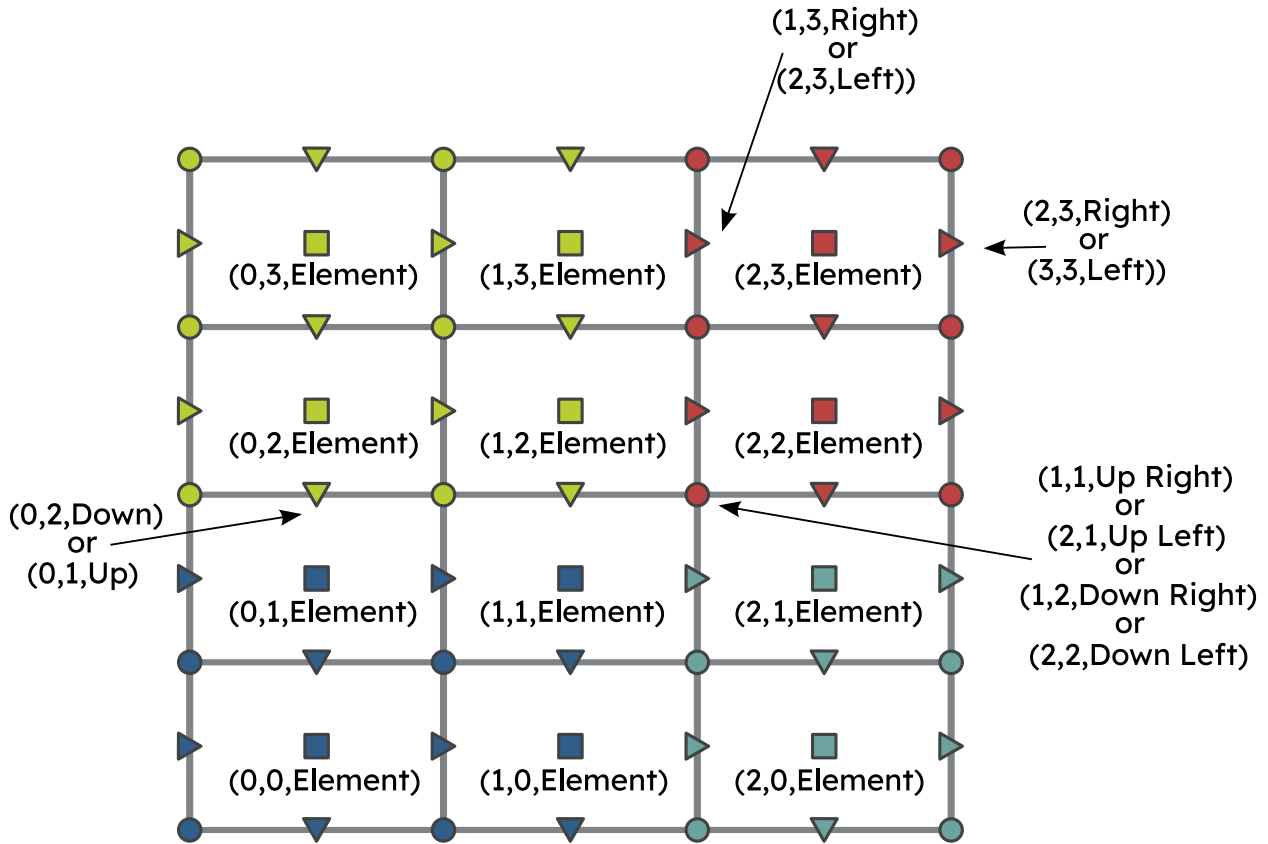 (1,3,Right)
or
(2,3,Left))
(2,3,Right)
or
(3,3,Left))
(0,3,Element)
(1,3,Element)
(2,3,Element)
(0,2,Element)
(1,2,Element)
(2,2,Element)
(0,2,Down)
or
(0,1,Up)
(1,1,Up Right)
or
(2,1,Up Left)
or
(1,2,Down Right)
or
(2,2,Down Left)
(0,1,Element)
(1,1,Element)
(2,1,Element)
(0,0,Element)
(1,0,Element)
(2,0,Element)